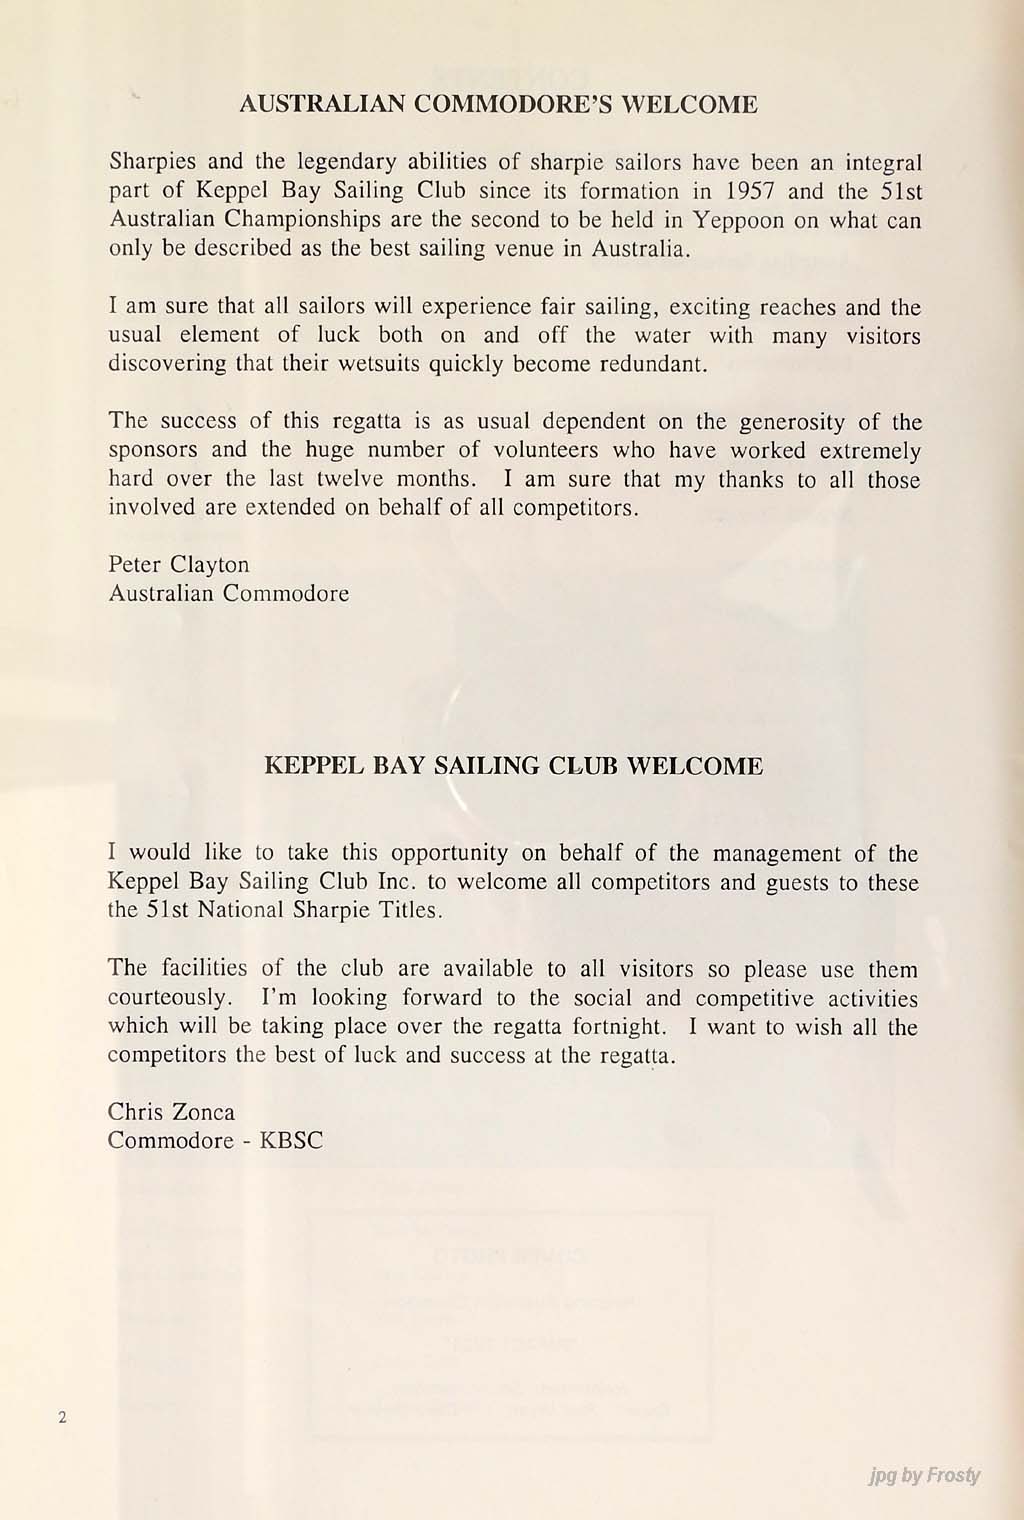 AUSTRALIAN COMMODORE'S WELCOME
Sharpies and the legendary abilities of sharpie sailors have been an integral
part of Keppel Bay Sailing Club since its formation in 1957 and the 51st
Australian Championships are the second to be held in Yeppoon on what can
only be described as the best sailing venue in Australia.
I am sure that all sailors will experience fair sailing, exciting reaches and the
usual element of luck both on and off the water with many visitors
discovering that their wetsuits quickly become redundant.
The success of this regatta is as usual dependent on the generosity of the
sponsors and the huge number of volunteers who have worked extremely
hard over the last twelve months. I am sure that my thanks to all those
involved are extended on behalf of all competitors.
Peter Clayton
Australian Commodore
KEPPEL BAY SAILING CLUB WELCOME
I would like to take this opportunity on behalf of the management of the
Keppel Bay Sailing Club Inc. to welcome all competitors and guests to these
the 51st National Sharpie Titles.
The facilities of the club are available to all visitors so please use them
courteously. I'm looking forward to the social and competitive activities
which will be taking place over the regatta fortnight. I want to wish all the
competitors the best of luck and success at the regatta.
Chris Zonca
Commodore - KBSC
2
jpg by Frosty